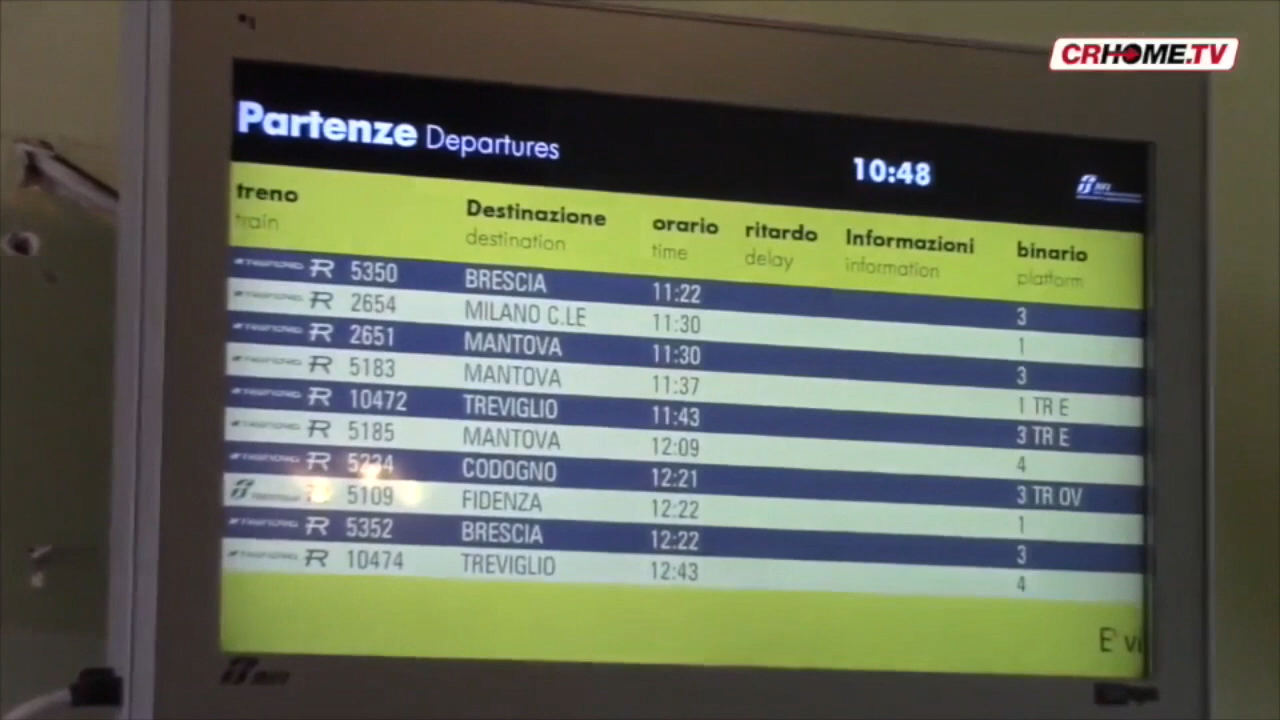 CRHOME.TV
Partenze Departures 10:48
treno Destinazione orario ritardo Informazioni binario
train destination time delay information platform
R 5350 BRESCIA 11:22 3
R 2654 MILANO C.LE 11:30 1
R 2651 MANTOVA 11:30 3
R 5183 MANTOVA 11:37 1 TR E
R 10472 TREVIGLIO 11:43 3 TR E
R 5185 MANTOVA 12:09 4
R CODOGNO 12:21 3 TR OV
5109 FIDENZA 12:22 1
R 5352 BRESCIA 12:22 3
R 10474 TREVIGLIO 12:43 4
E' vi